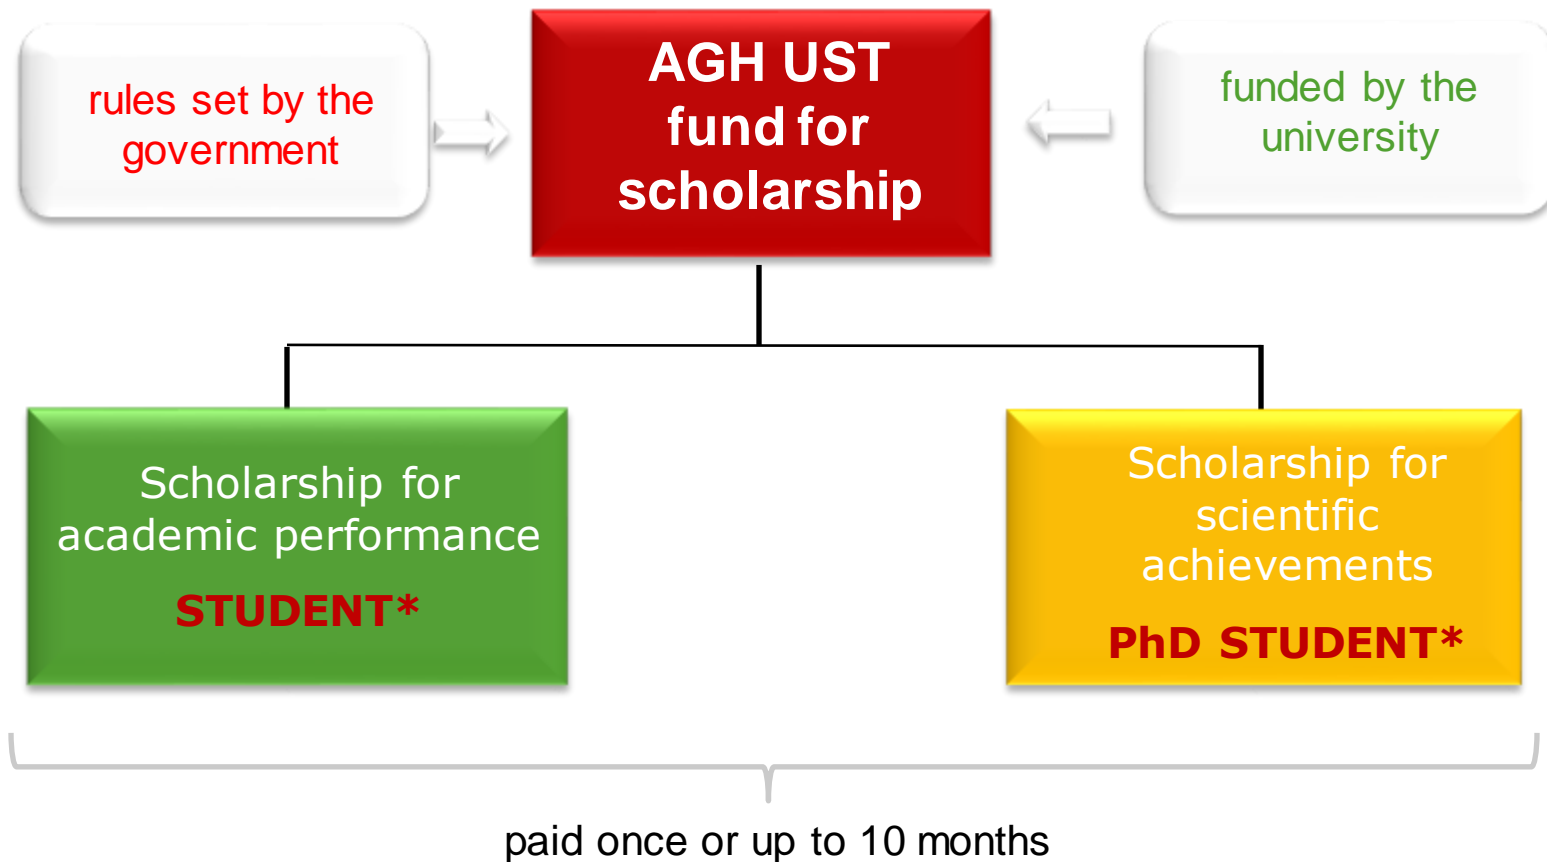 rules set by the
government
AGH UST
fund for
scholarship
funded by the
university
Scholarship for
academic performance
STUDENT*
Scholarship for
scientific
achievements
PhD STUDENT*
paid once or up to 10 months